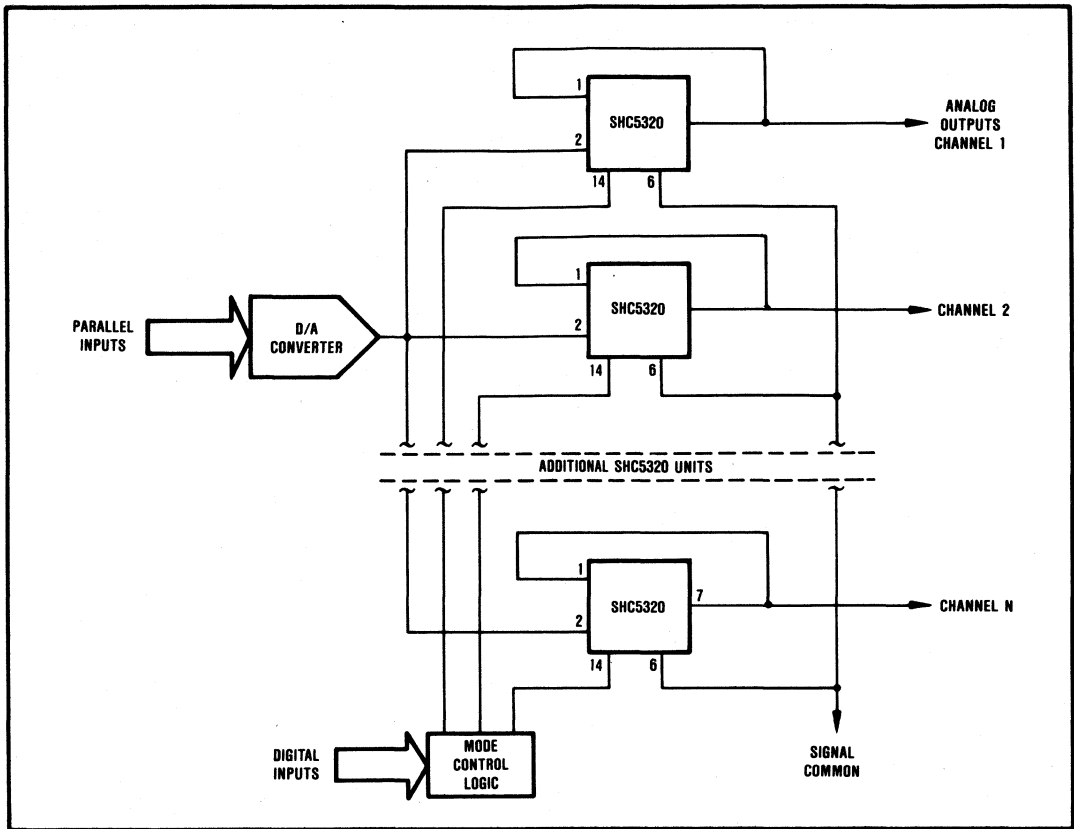 1
SHC5320
2
14
6
ANALOG
OUTPUTS
CHANNEL 1
1
SHC5320
2
14
6
CHANNEL 2
PARALLEL
INPUTS
D/A
CONVERTER
ADDITIONAL SHC5320 UNITS
1
SHC5320
7
2
14
6
CHANNEL N
DIGITAL
INPUTS
MODE
CONTROL
LOGIC
SIGNAL
COMMON